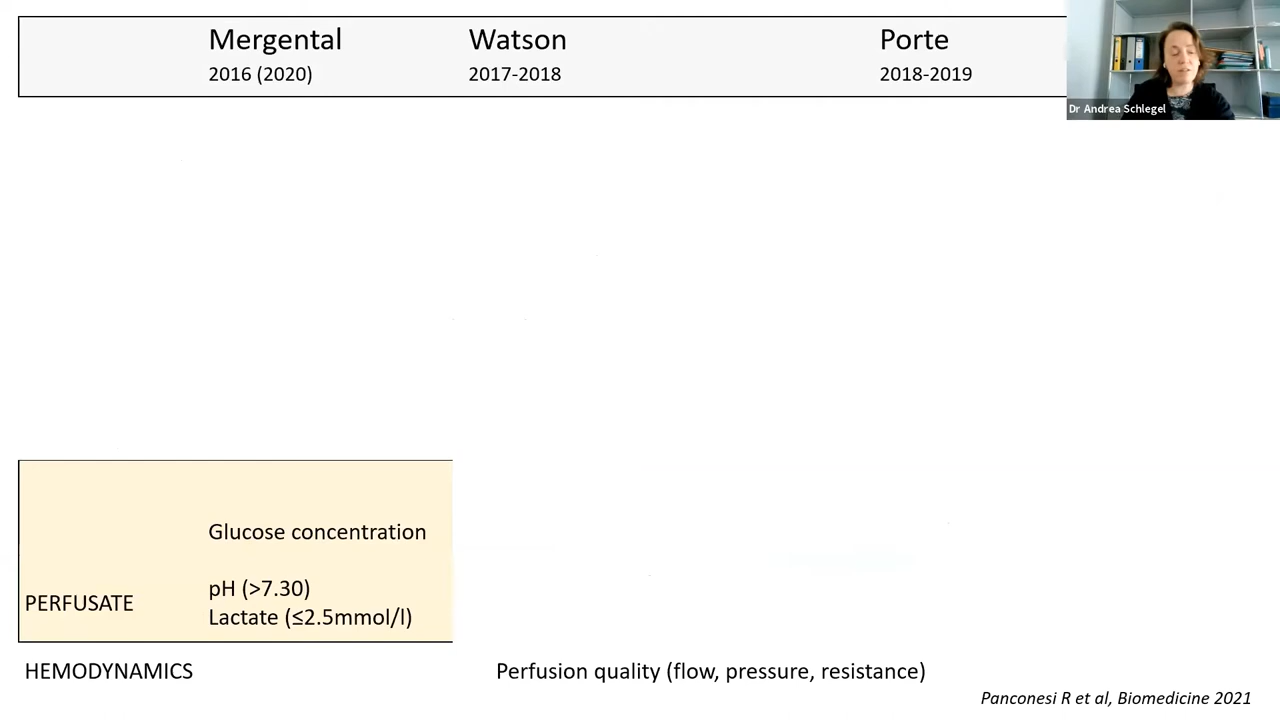 Mergental Watson Porte
2016 (2020) 2017-2018 2018-2019
Dr Andrea Schlegel
Glucose concentration
pH (>7.30)
PERFUSATE
Lactate (≤2.5mmol/l)
HEMODYNAMICS Perfusion quality (flow, pressure, resistance)
Panconesi R et al, Biomedicine 2021